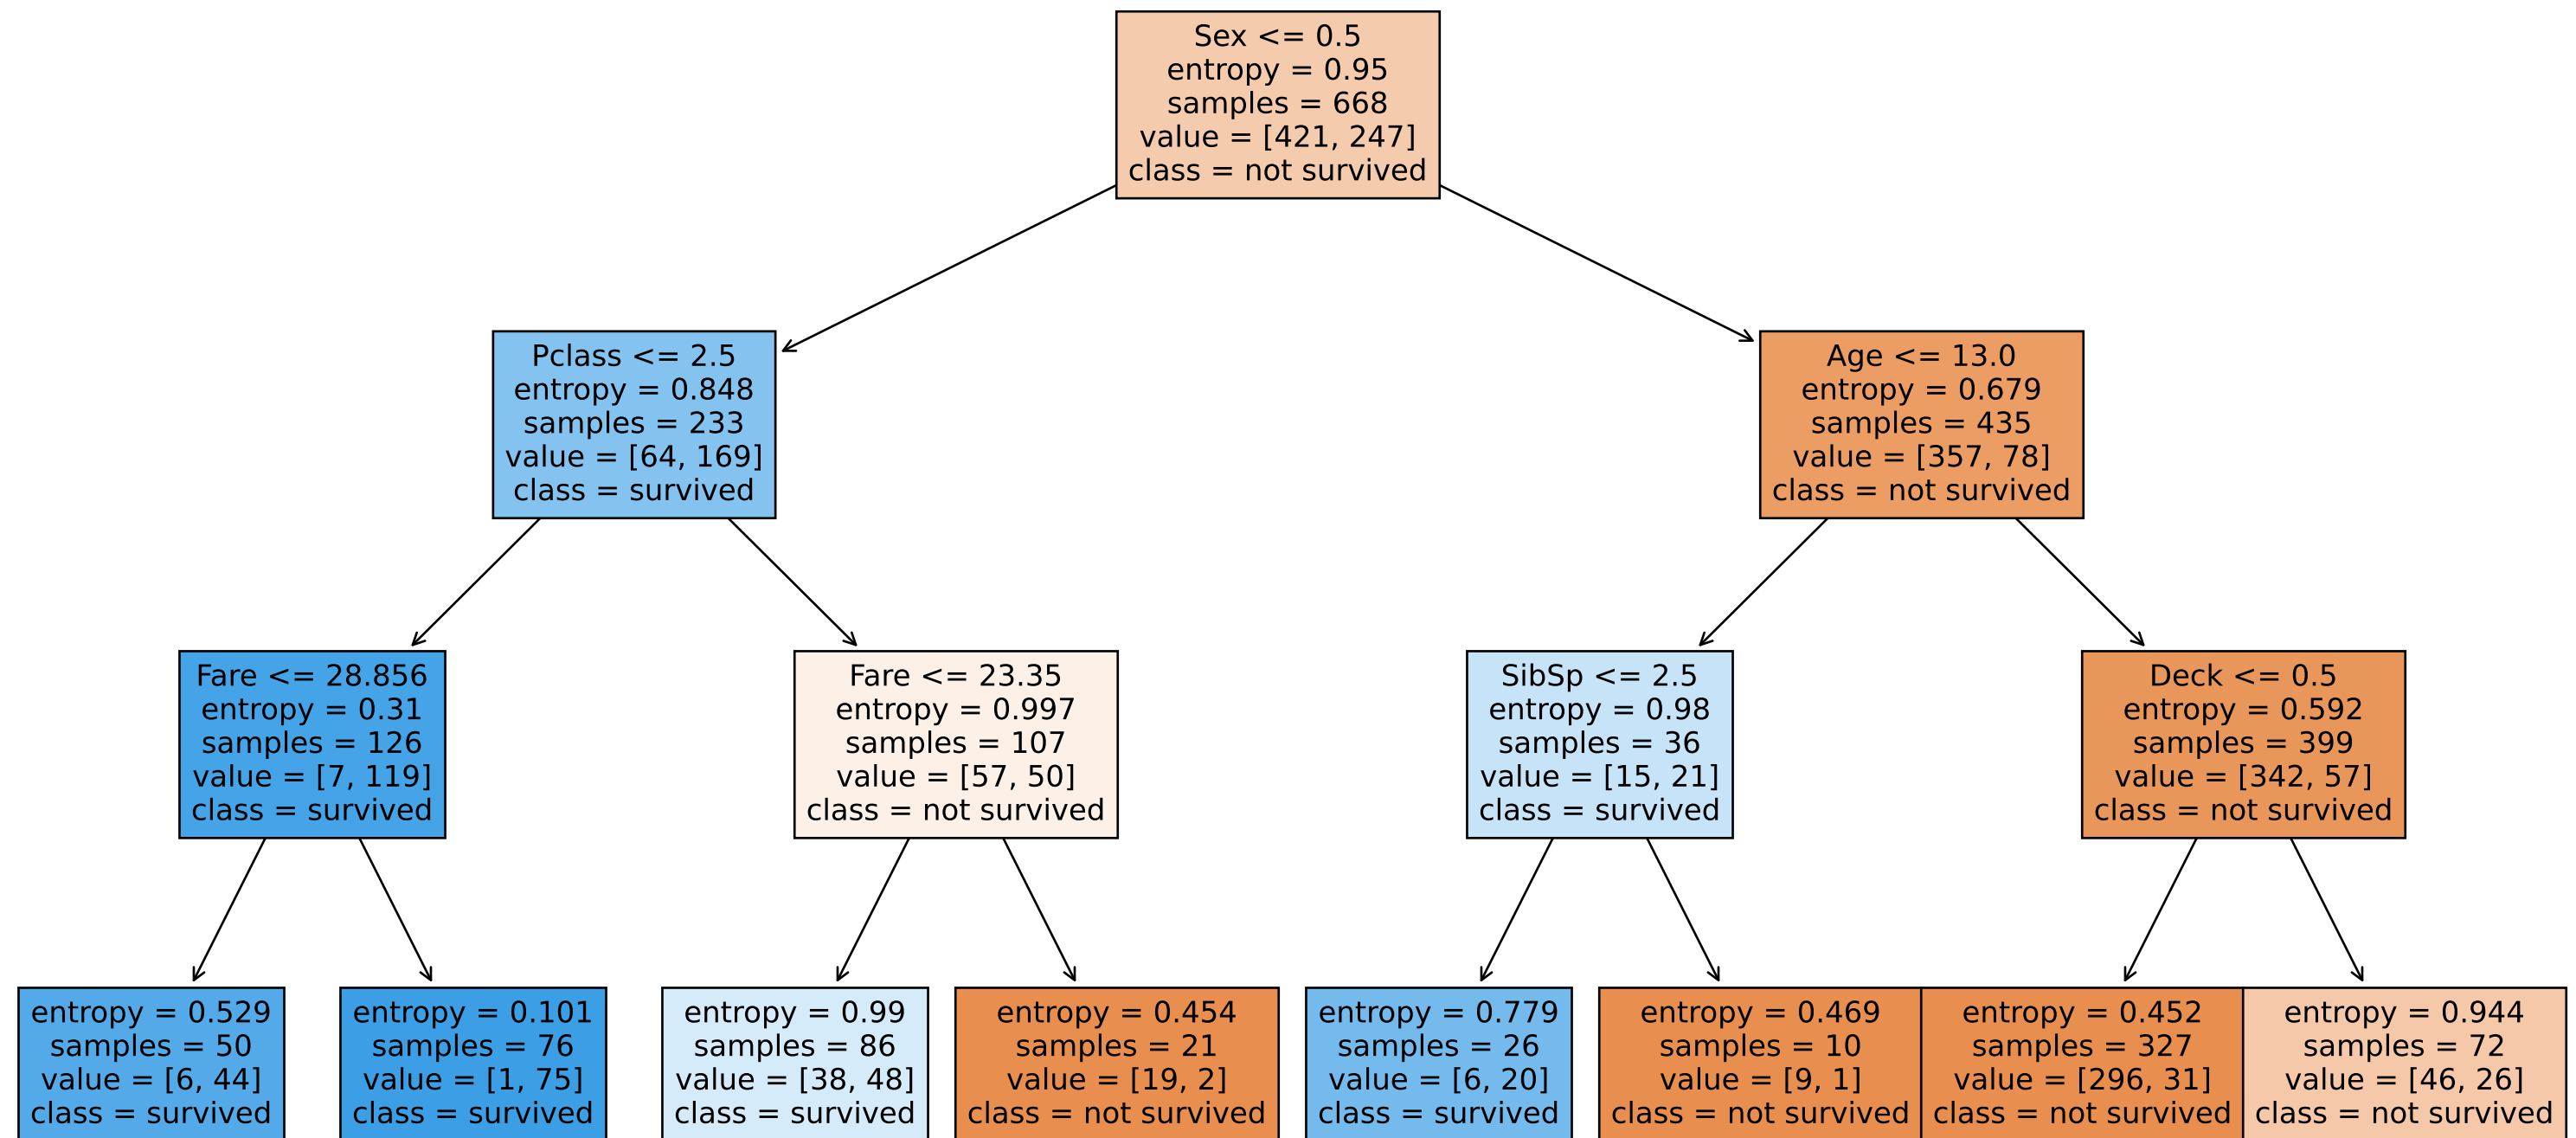 Sex <= 0.5
entropy = 0.95
samples = 668
value = [421, 247]
class = not survived
Pclass <= 2.5
entropy = 0.848
samples = 233
value = [64, 169]
class = survived
Age <= 13.0
entropy = 0.679
samples = 435
value = [357, 78]
class = not survived
Fare <= 28.856
entropy = 0.31
samples = 126
value = [7, 119]
class = survived
Fare <= 23.35
entropy = 0.997
samples = 107
value = [57, 50]
class = not survived
SibSp <= 2.5
entropy = 0.98
samples = 36
value = [15, 21]
class = survived
Deck <= 0.5
entropy = 0.592
samples = 399
value = [342, 57]
class = not survived
entropy = 0.529
samples = 50
value = [6, 44]
class = survived
entropy = 0.101
samples = 76
value = [1, 75]
class = survived
entropy = 0.99
samples = 86
value = [38, 48]
class = survived
entropy = 0.454
samples = 21
value = [19, 2]
class = not survived
entropy = 0.779
samples = 26
value = [6, 20]
class = survived
entropy = 0.469
samples = 10
value = [9, 1]
class = not survived
entropy = 0.452
samples = 327
value = [296, 31]
class = not survived
entropy = 0.944
samples = 72
value = [46, 26]
class = not survived